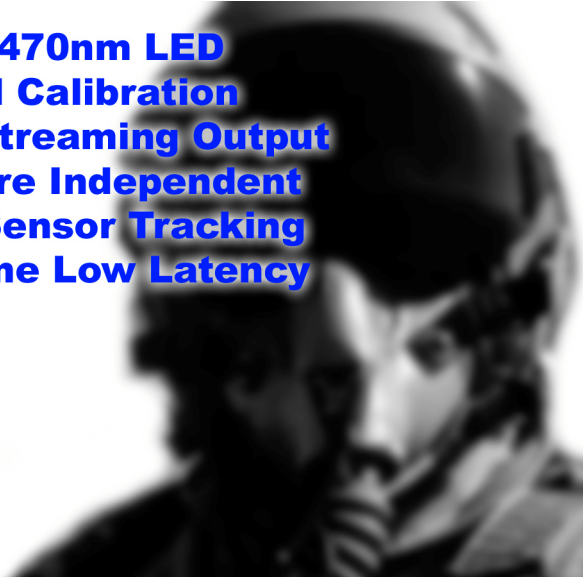 470nm LED
Calibration
treaming Output
re Independent
ensor Tracking
ne Low Latency